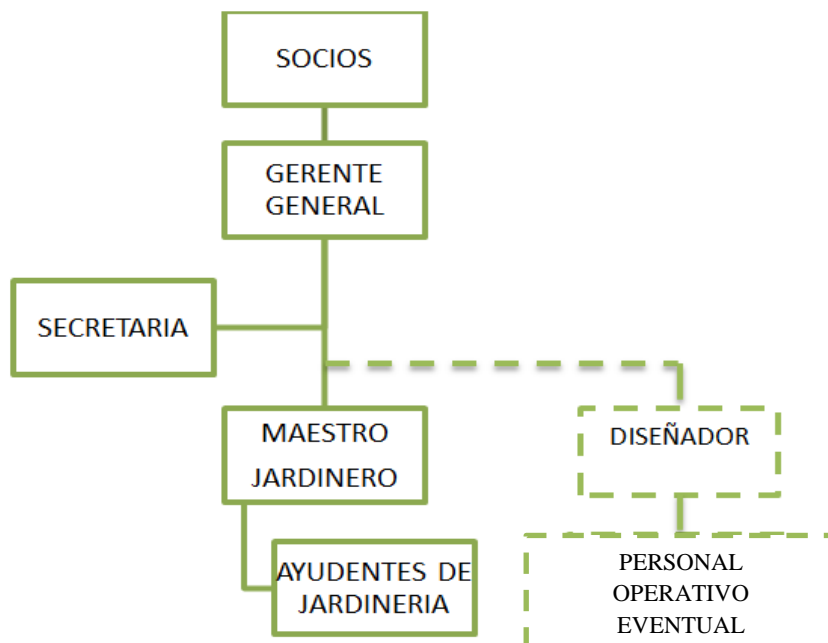 SOCIOS
GERENTE
GENERAL
SECRETARIA
MAESTRO
JARDINERO
DISEÑADOR
AYUDENTES DE
JARDINERIA
PERSONAL
OPERATIVO
EVENTUAL